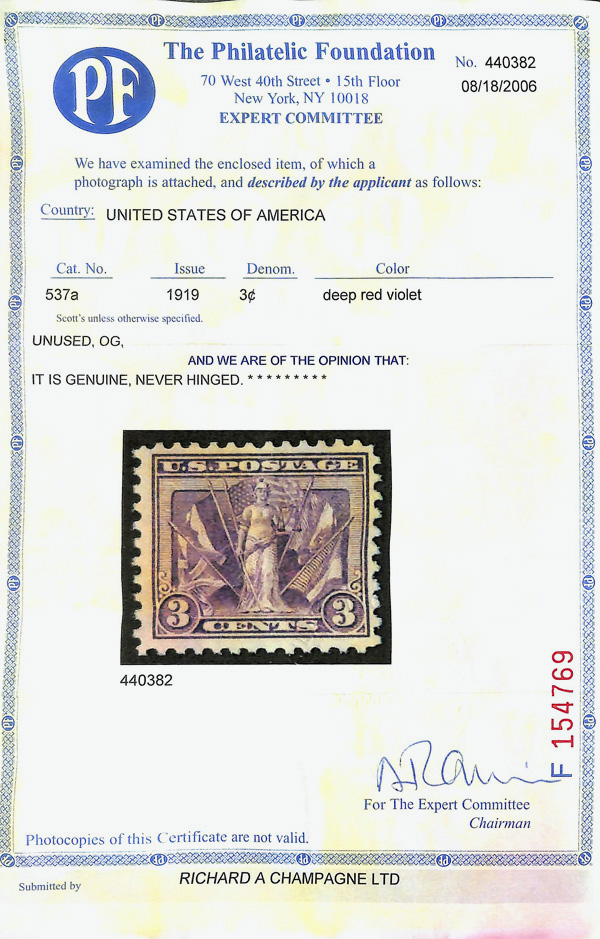 PF
The Philatelic Foundation
70 West 40th Street • 15th Floor
New York, NY 10018
EXPERT COMMITTEE
No. 440382
08/18/2006
We have examined the enclosed item, of which a
photograph is attached, and described by the applicant as follows:
Country: UNITED STATES OF AMERICA
Cat. No. Issue Denom. Color
537a 1919 3¢ deep red violet
Scott's unless otherwise specified.
UNUSED, OG,
AND WE ARE OF THE OPINION THAT:
IT IS GENUINE, NEVER HINGED. * * * * * * * * *
U.S. POSTAGE
3 CENTS 3
440382
F 154769
For The Expert Committee
Chairman
Photocopies of this Certificate are not valid.
Submitted by RICHARD A CHAMPAGNE LTD